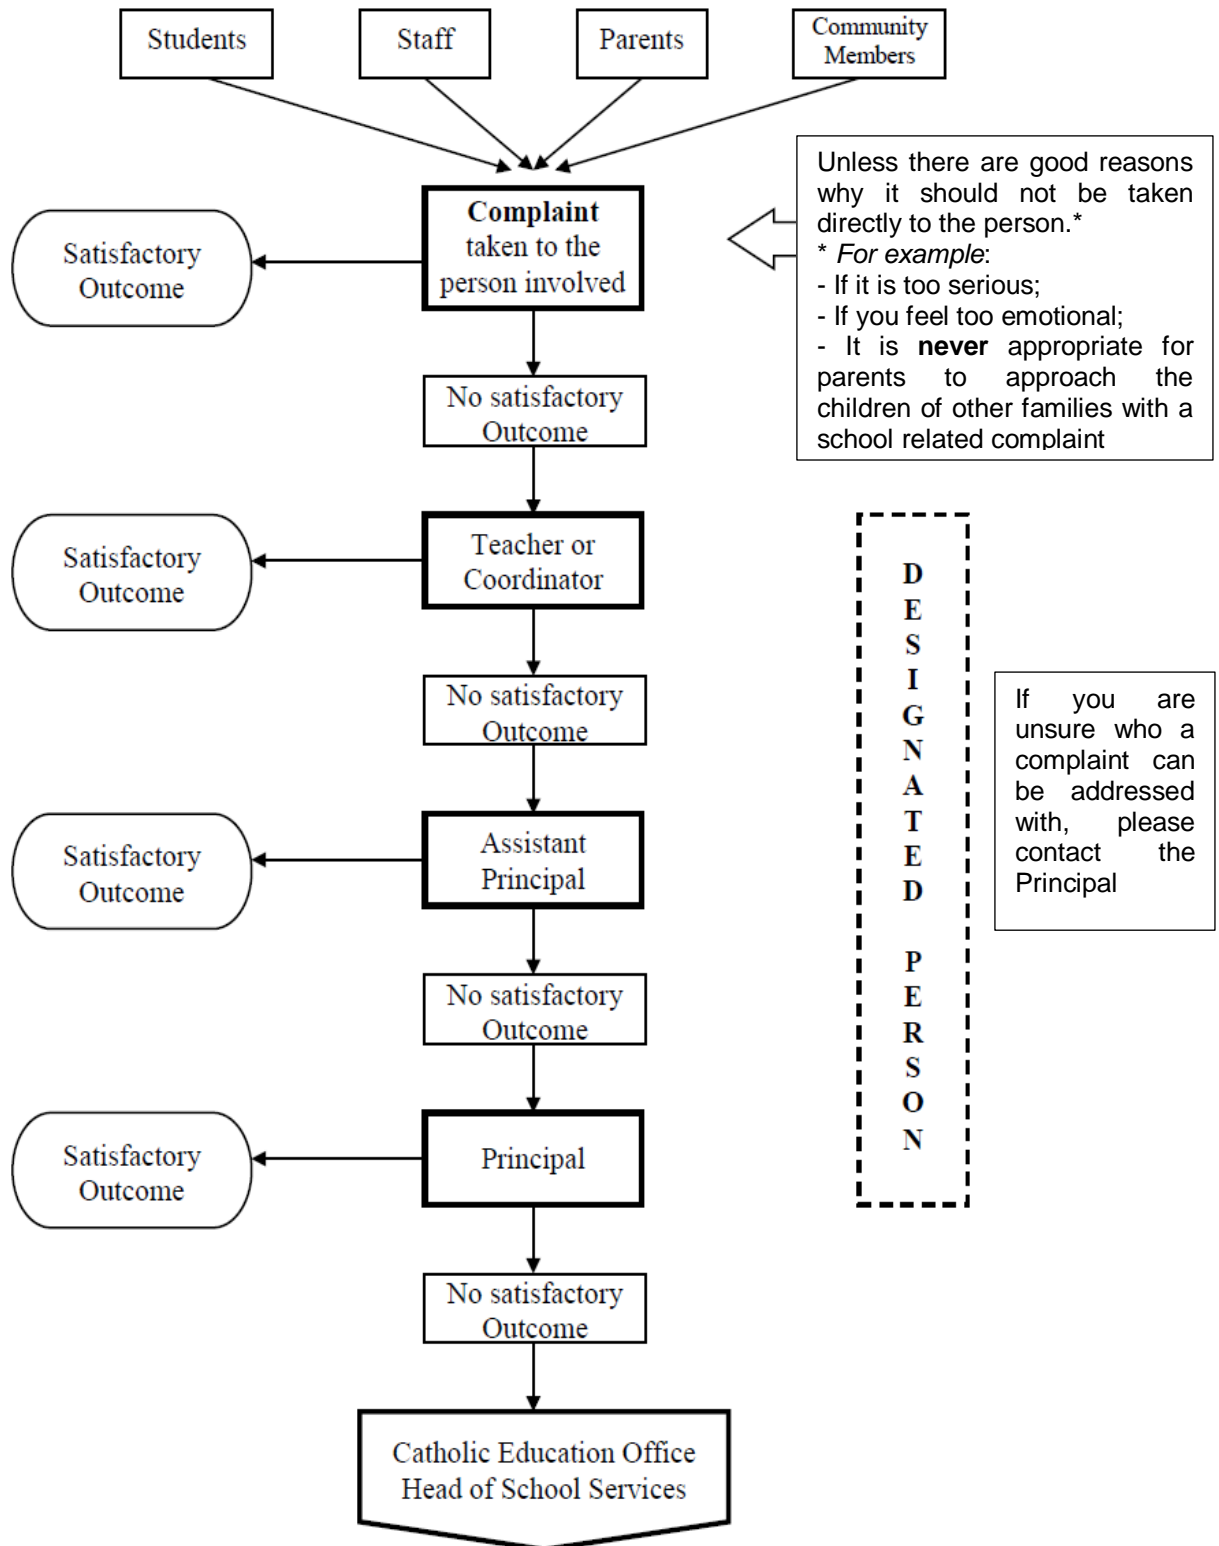 Students
Staff
Parents
Community
Members
Complaint
taken to the
person involved
Satisfactory
Outcome
Unless there are good reasons
why it should not be taken
directly to the person.*
* For example:
- If it is too serious;
- If you feel too emotional;
- It is never appropriate for
parents to approach the
children of other families with a
school related complaint
No satisfactory
Outcome
Teacher or
Coordinator
Satisfactory
Outcome
No satisfactory
Outcome
Assistant
Principal
Satisfactory
Outcome
No satisfactory
Outcome
Principal
Satisfactory
Outcome
D
E
S
I
G
N
A
T
E
D
P
E
R
S
O
N
If you are
unsure who a
complaint can
be addressed
with, please
contact the
Principal
No satisfactory
Outcome
Catholic Education Office
Head of School Services